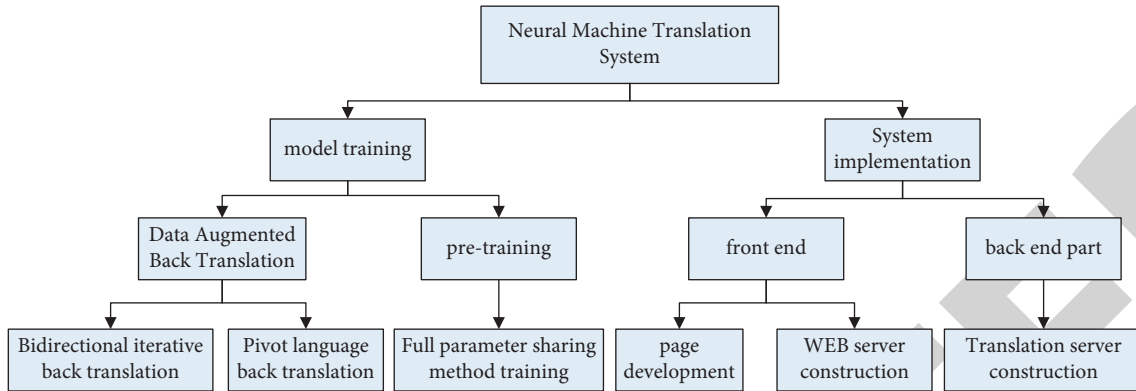 Neural Machine Translation
System
model training
System
implementation
Data Augmented
Back Translation
pre-training
front end
back end part
Bidirectional iterative
back translation
Pivot language
back translation
Full parameter sharing
method training
page
development
WEB server
construction
Translation server
construction